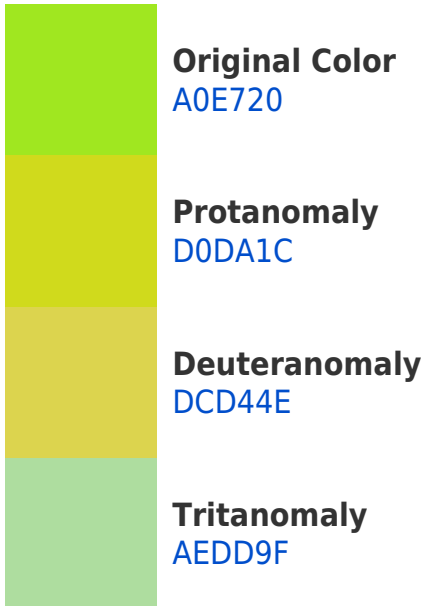 Original Color
A0E720
Protanomaly
D0DA1C
Deuteranomaly
DCD44E
Tritanomaly
AEDD9F